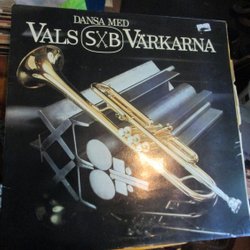 DANSA MED
VALS SXB VÄRKARNA